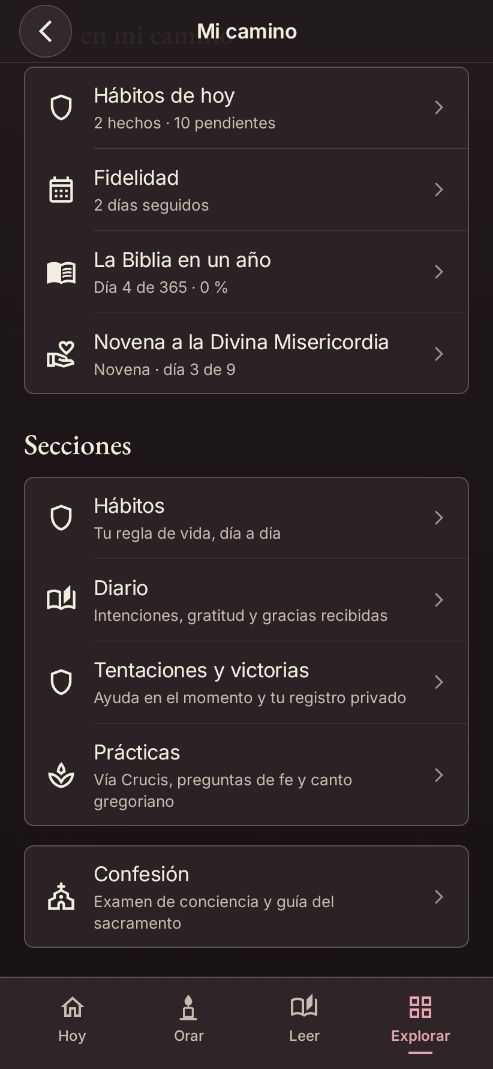 en mi camino
Mi camino
Hábitos de hoy
2 hechos · 10 pendientes
Fidelidad
2 días seguidos
La Biblia en un año
Día 4 de 365 · 0 %
Novena a la Divina Misericordia
Novena · día 3 de 9
Secciones
Hábitos
Tu regla de vida, día a día
Diario
Intenciones, gratitud y gracias recibidas
Tentaciones y victorias
Ayuda en el momento y tu registro privado
Prácticas
Vía Crucis, preguntas de fe y canto
gregoriano
Confesión
Examen de conciencia y guía del
sacramento
Hoy
Orar
Leer
Explorar